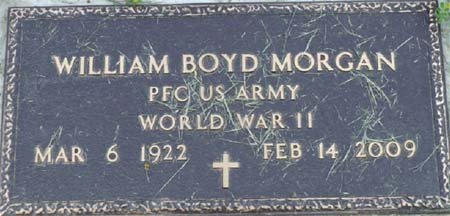 WILLIAM BOYD MORGAN
PFC US ARMY
WORLD WAR II
MAR 6 1922 FEB 14 2009